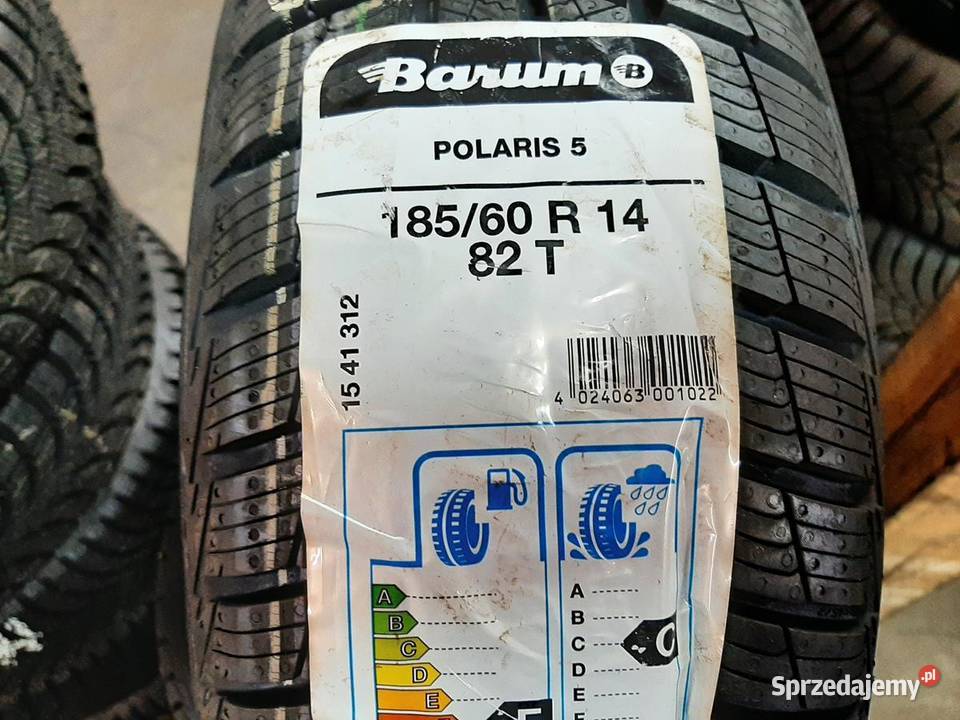 Barum B
POLARIS 5
185/60 R 14
82 T
15 41 312
4 024063 001022
A
B
C
D
E
A
B
C
D
E
F
C
Sprzedajemy.pl